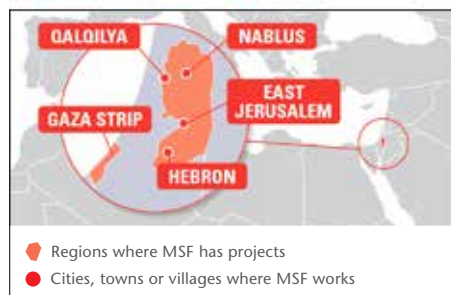 QALQILYA
NABLUS
EAST
JERUSALEM
GAZA STRIP
HEBRON
Regions where MSF has projects
Cities, towns or villages where MSF works